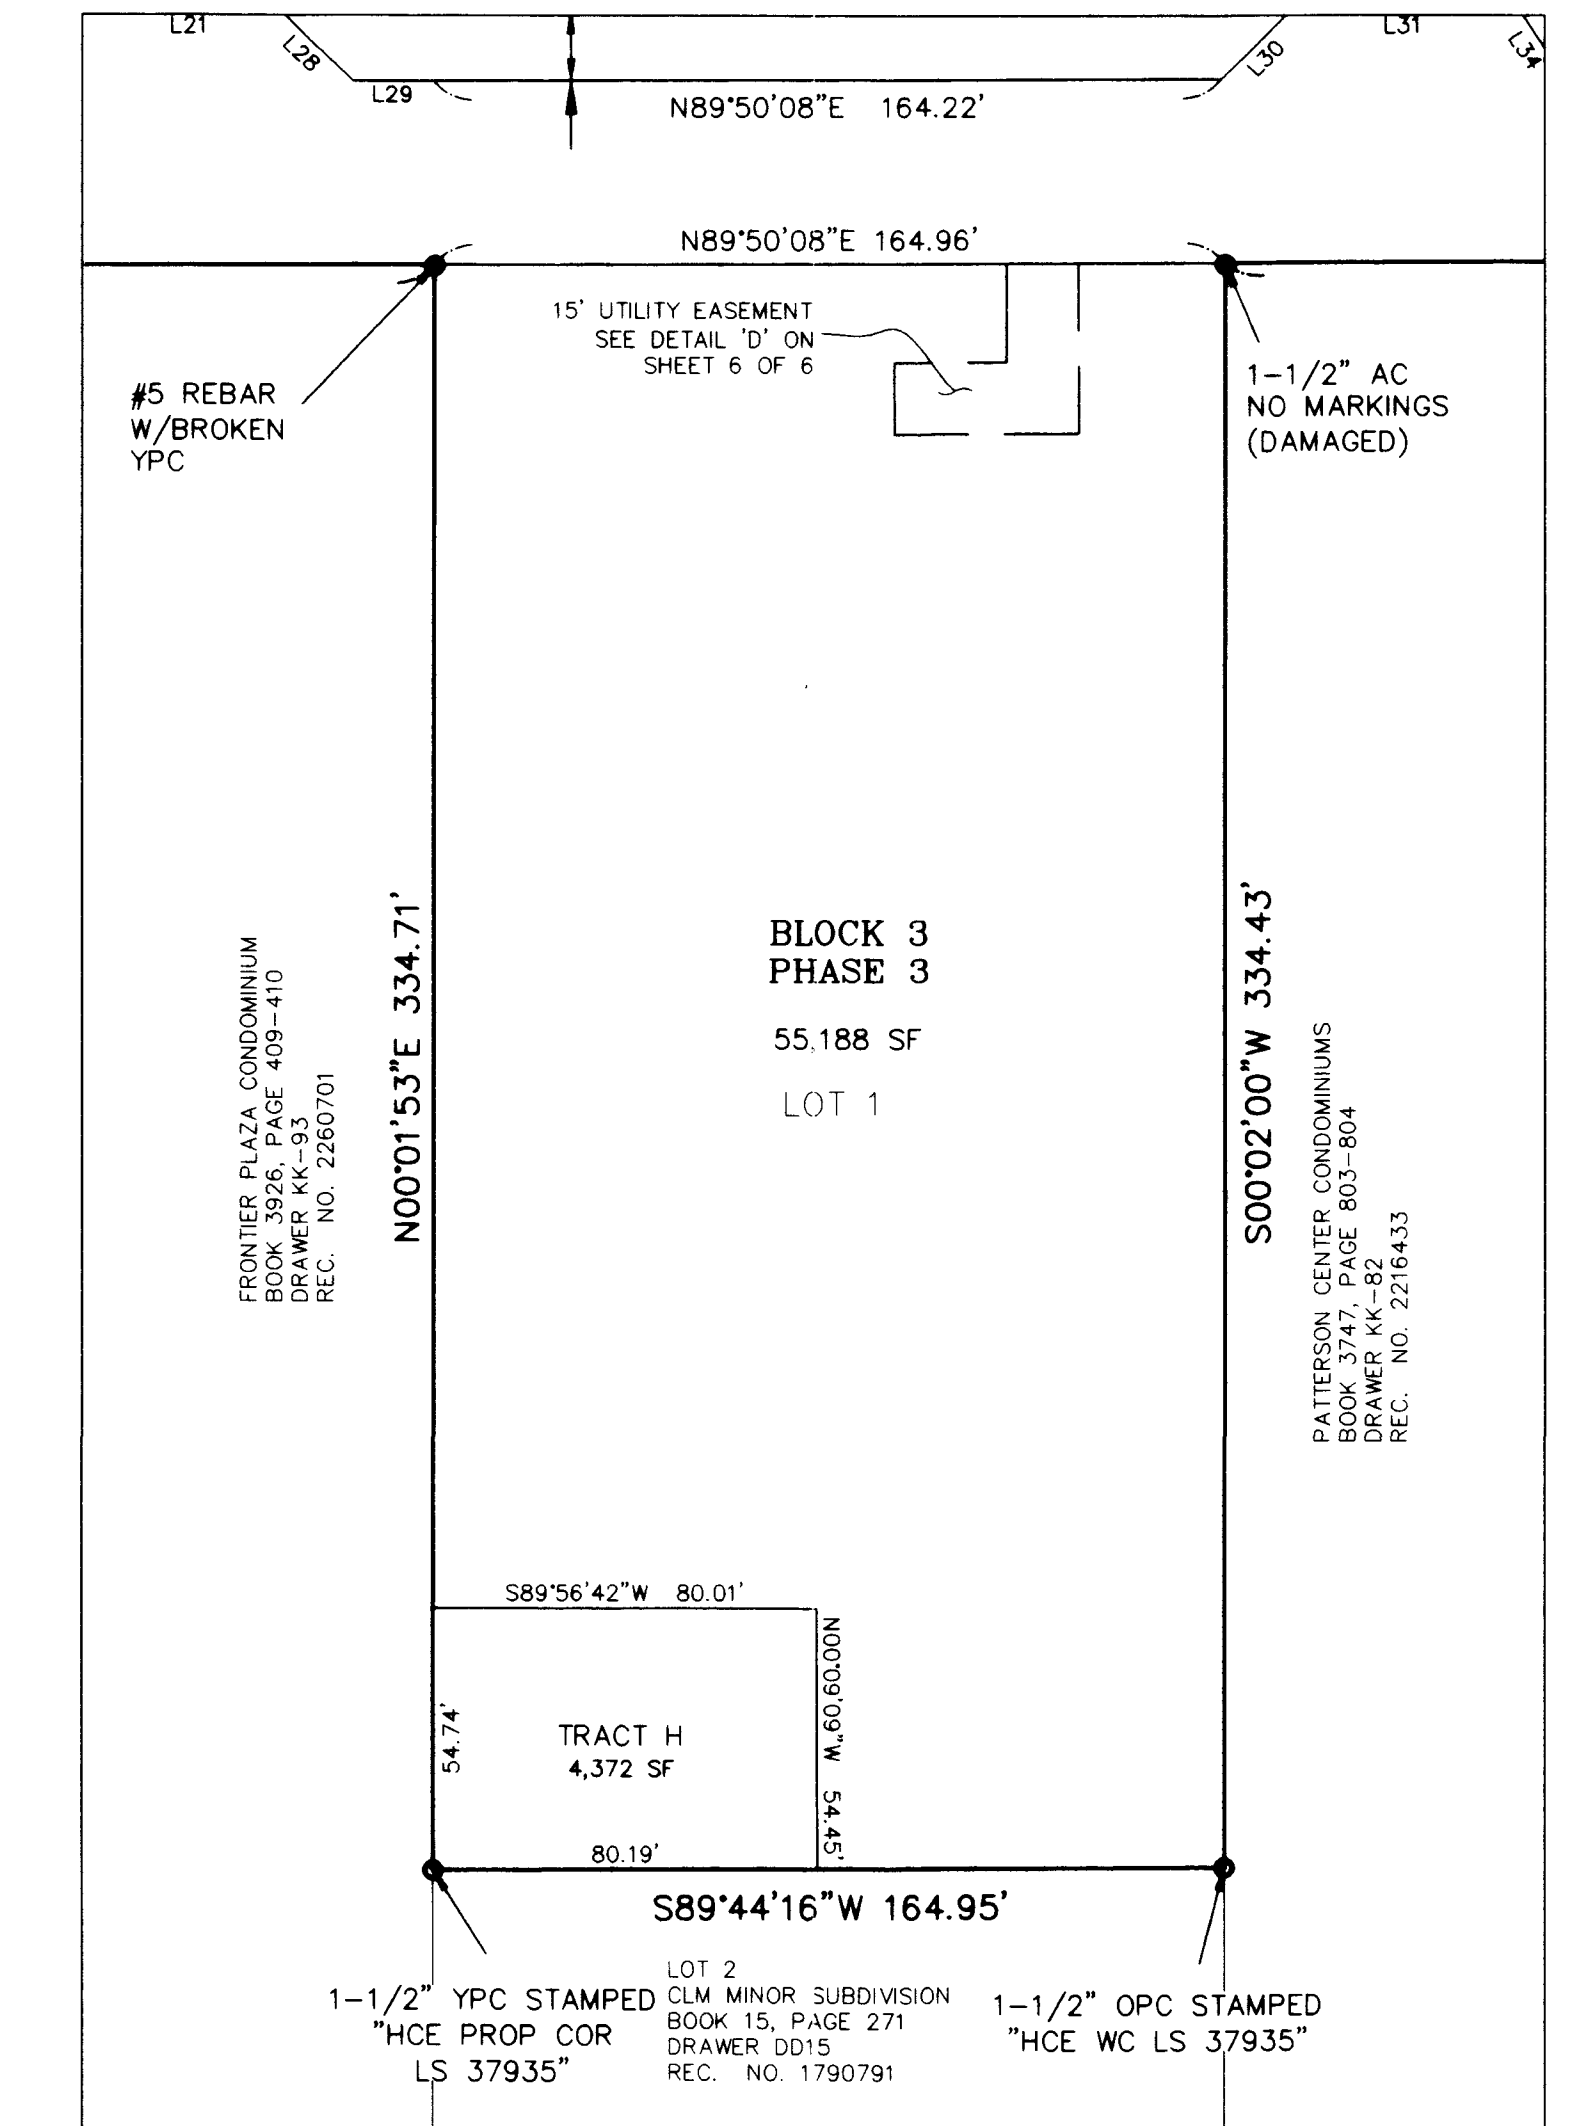 L21
L28
L29
L30
L31
L34
N89°50'08"E 164.22'
N89°50'08"E 164.96'
15' UTILITY EASEMENT
SEE DETAIL 'D' ON
SHEET 6 OF 6
#5 REBAR
W/BROKEN
YPC
1-1/2" AC
NO MARKINGS
(DAMAGED)
BLOCK 3
PHASE 3
55,188 SF
LOT 1
N00°01'53"E 334.71'
S00°02'00"W 334.43'
FRONTIER PLAZA CONDOMINIUM
BOOK 3926, PAGE 409-410
DRAWER KK-93
REC. NO. 2260701
PATTERSON CENTER CONDOMINIUMS
BOOK 3747, PAGE 803-804
DRAWER KK-82
REC. NO. 2216433
S89°56'42"W 80.01'
N00°09'09"W 54.45'
54.74'
TRACT H
4,372 SF
80.19'
S89°44'16"W 164.95'
1-1/2" YPC STAMPED
"HCE PROP COR
LS 37935"
LOT 2
CLM MINOR SUBDIVISION
BOOK 15, PAGE 271
DRAWER DD15
REC. NO. 1790791
1-1/2" OPC STAMPED
"HCE WC LS 37935"